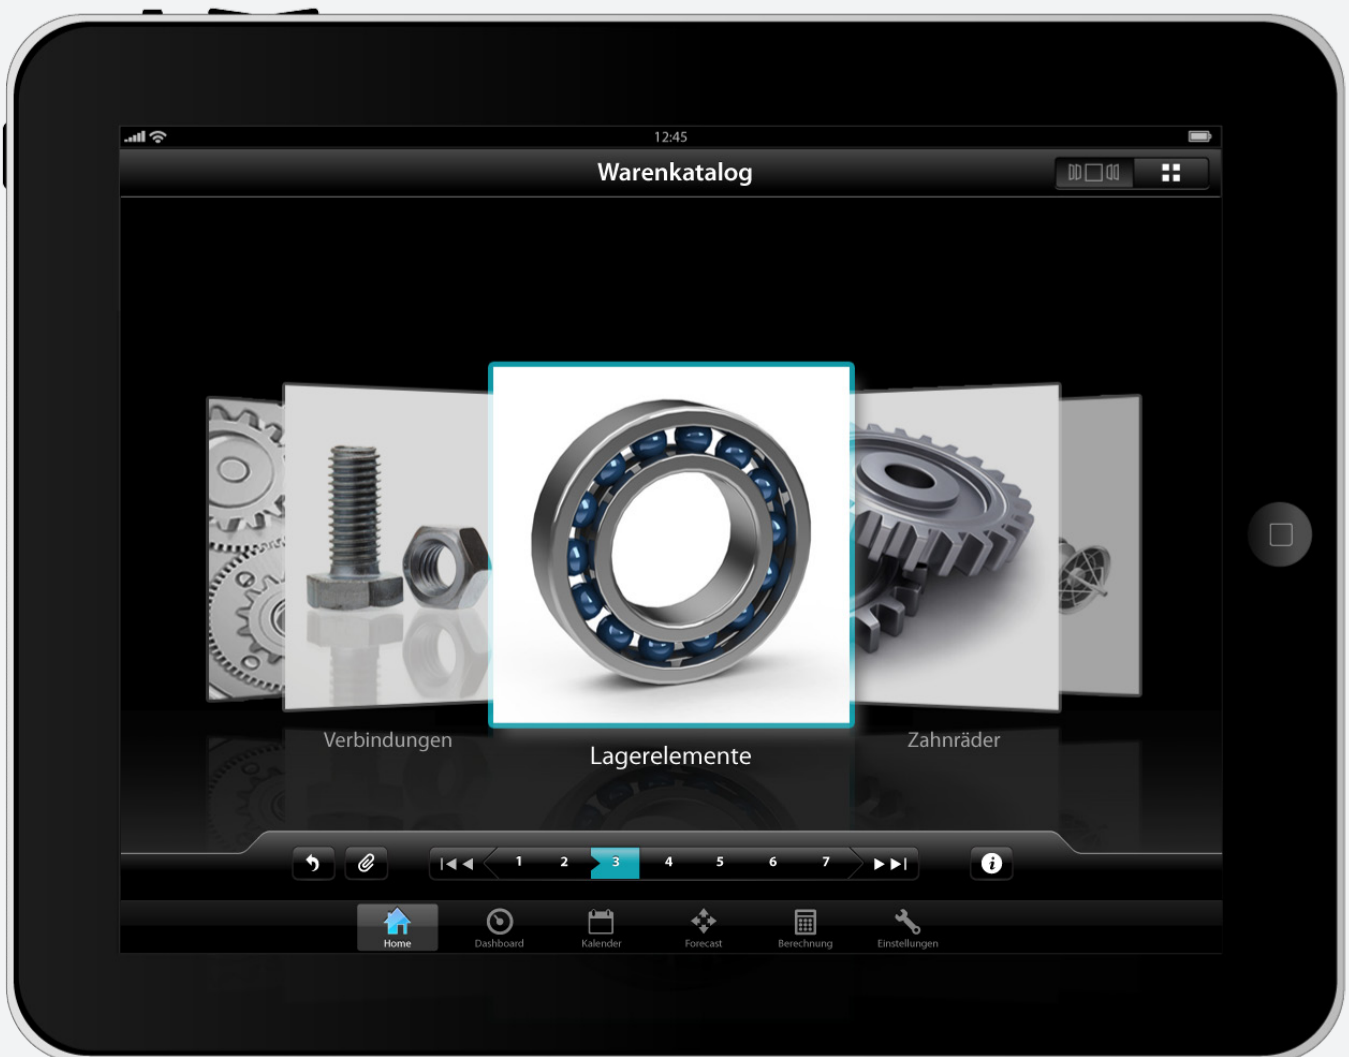 12:45
Warenkatalog
Verbindungen
Lagerelemente
Zahnräder
1 2 3 4 5 6 7
Home Dashboard Kalender Forecast Berechnung Einstellungen